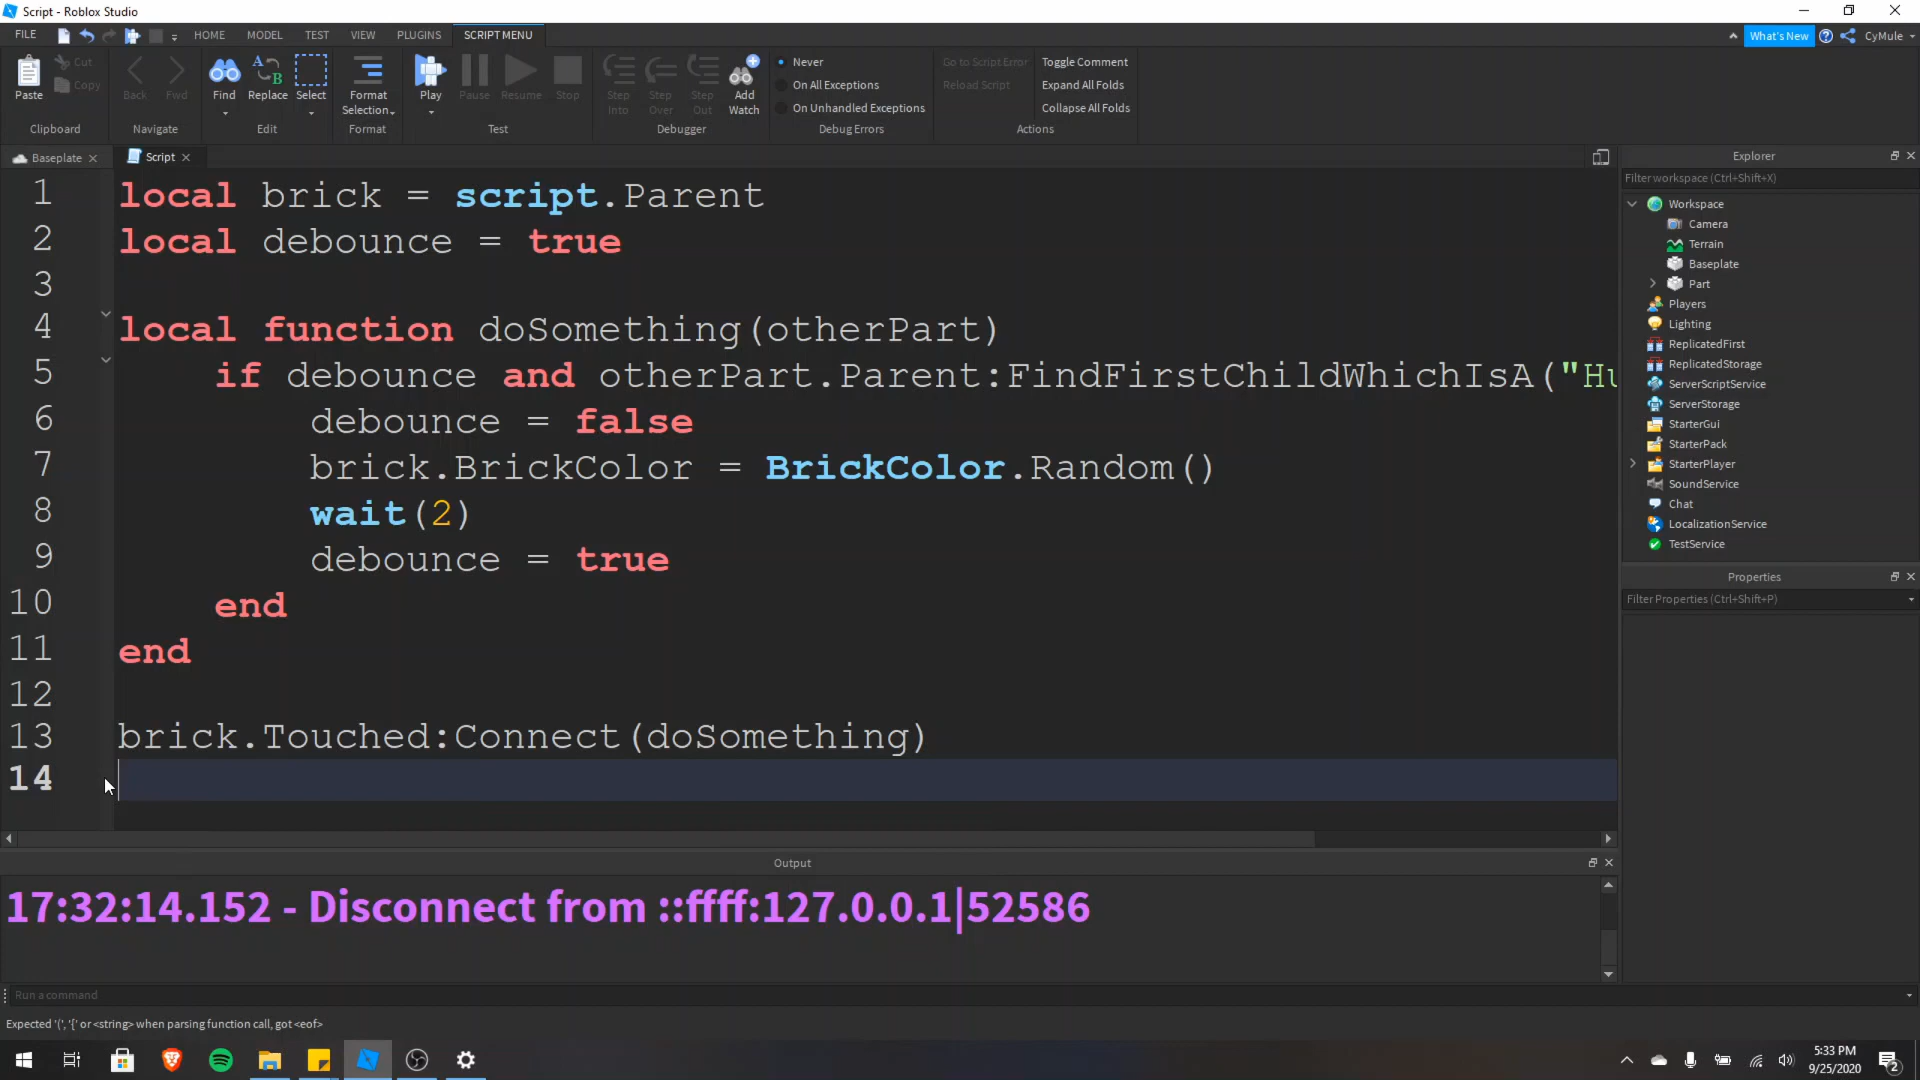 Script - Roblox Studio
FILE
HOME
MODEL
TEST
VIEW
PLUGINS
SCRIPT MENU
What's New
CyMule
Paste
Cut
Copy
Clipboard
Back
Fwd
Navigate
Find
Replace
Select
Edit
Format
Selection
Format
Play
Pause
Resume
Stop
Test
Step
Into
Step
Over
Step
Out
Add
Watch
Debugger
Never
On All Exceptions
On Unhandled Exceptions
Debug Errors
Go to Script Error
Reload Script
Toggle Comment
Expand All Folds
Collapse All Folds
Actions
Baseplate
Script
1 local brick = script.Parent
2 local debounce = true
3
4 local function doSomething(otherPart)
5 if debounce and otherPart.Parent:FindFirstChildWhichIsA("Hu
6 debounce = false
7 brick.BrickColor = BrickColor.Random()
8 wait(2)
9 debounce = true
10 end
11 end
12
13 brick.Touched:Connect(doSomething)
14
Explorer
Filter workspace (Ctrl+Shift+X)
Workspace
Camera
Terrain
Baseplate
Part
Players
Lighting
ReplicatedFirst
ReplicatedStorage
ServerScriptService
ServerStorage
StarterGui
StarterPack
StarterPlayer
SoundService
Chat
LocalizationService
TestService
Properties
Filter Properties (Ctrl+Shift+P)
Output
17:32:14.152 - Disconnect from ::ffff:127.0.0.1|52586
Run a command
Expected '(', '{' or <string> when parsing function call, got <eof>
5:33 PM
9/25/2020
2